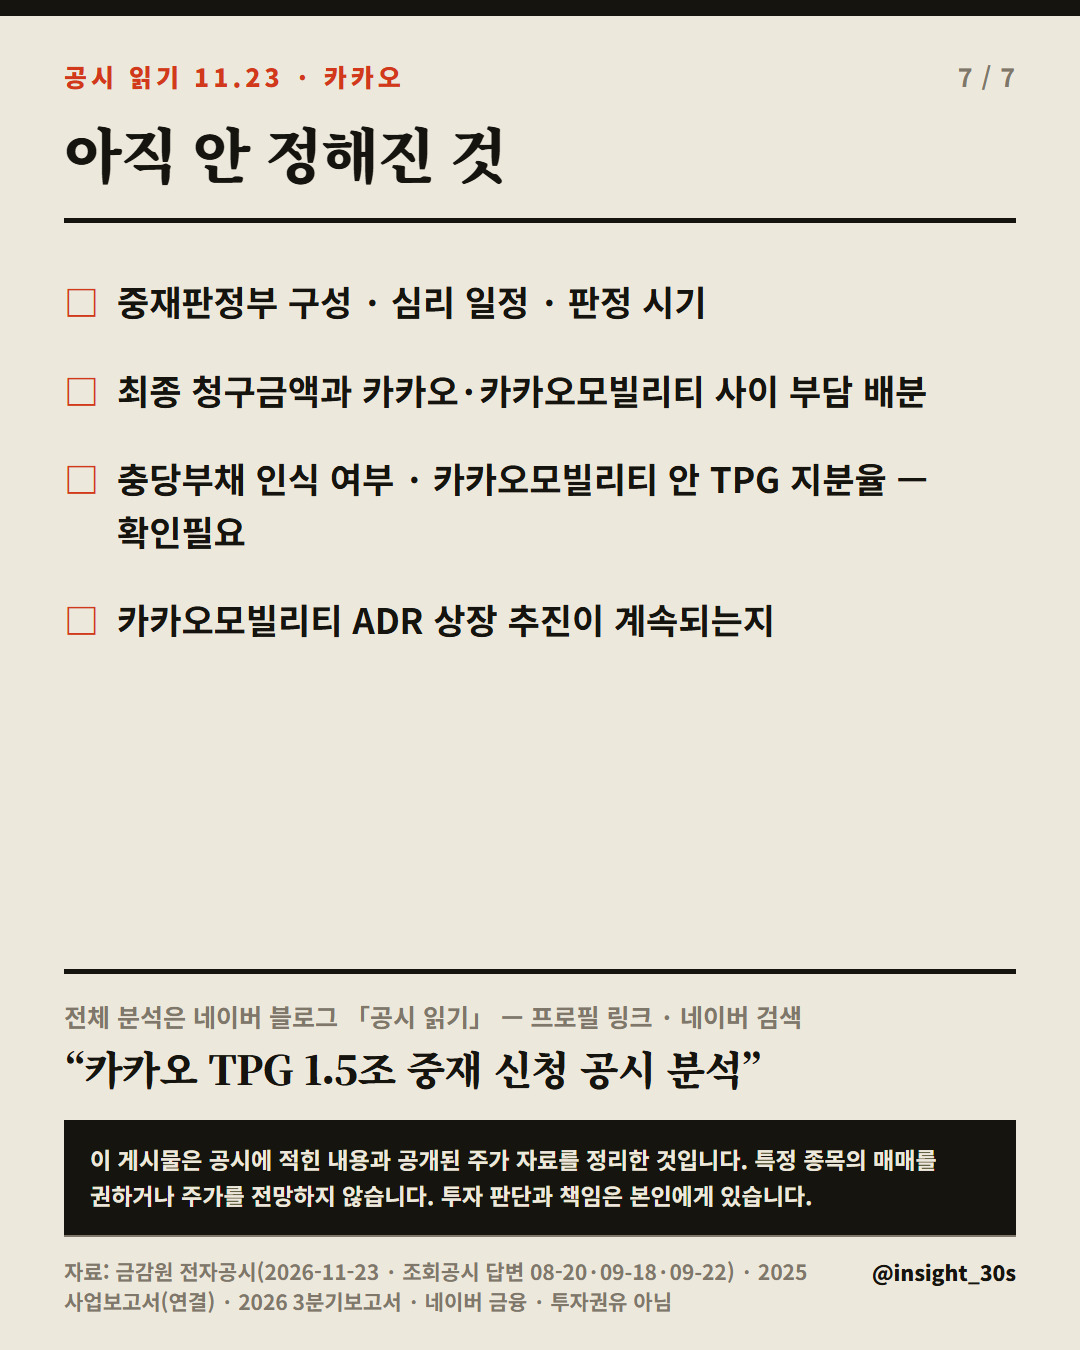 공시 읽기 11.23 · 카카오
7 / 7
아직 안 정해진 것
□ 중재판정부 구성 · 심리 일정 · 판정 시기
□ 최종 청구금액과 카카오·카카오모빌리티 사이 부담 배분
□ 충당부채 인식 여부 · 카카오모빌리티 안 TPG 지분율 —
확인필요
□ 카카오모빌리티 ADR 상장 추진이 계속되는지
전체 분석은 네이버 블로그 「공시 읽기」 — 프로필 링크 · 네이버 검색
“카카오 TPG 1.5조 중재 신청 공시 분석”
이 게시물은 공시에 적힌 내용과 공개된 주가 자료를 정리한 것입니다. 특정 종목의 매매를
권하거나 주가를 전망하지 않습니다. 투자 판단과 책임은 본인에게 있습니다.
자료: 금감원 전자공시(2026-11-23 · 조회공시 답변 08-20·09-18·09-22) · 2025
사업보고서(연결) · 2026 3분기보고서 · 네이버 금융 · 투자권유 아님
@insight_30s